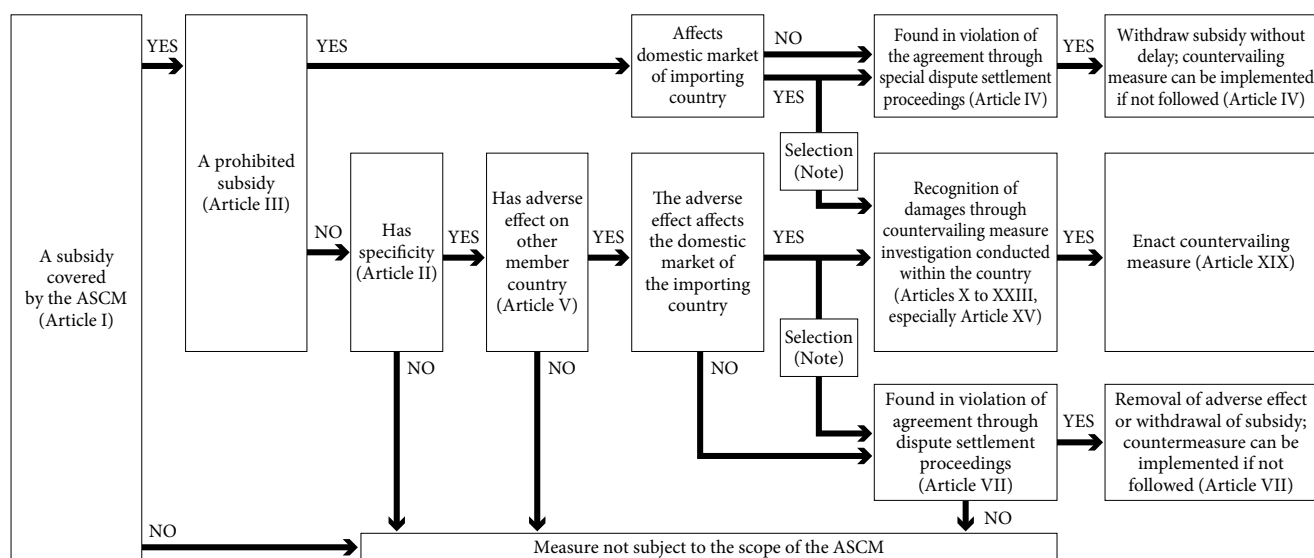 A subsidy
covered
by the ASCM
(Article I)
YES
NO
A prohibited
subsidy
(Article III)
YES
NO
Has
specificity
(Article II)
YES
NO
Has adverse
effect on
other
member
country
(Article V)
YES
NO
Affects
domestic market
of importing
country
NO
YES
The adverse
effect affects
the domestic
market of
the importing
country
YES
NO
Selection
(Note)
Selection
(Note)
Found in violation of
the agreement through
special dispute settlement
proceedings (Article IV)
YES
Withdraw subsidy without
delay; countervailing
measure can be implemented
if not followed (Article IV)
Recognition of
damages through
countervailing measure
investigation conducted
within the country
(Articles X to XXIII,
especially Article XV)
YES
Enact countervailing
measure (Article XIX)
Found in violation of
agreement through
dispute settlement
proceedings
(Article VII)
YES
NO
Removal of adverse effect
or withdrawal of subsidy;
countermeasure can be
implemented if not
followed (Article VII)
Measure not subject to the scope of the ASCM